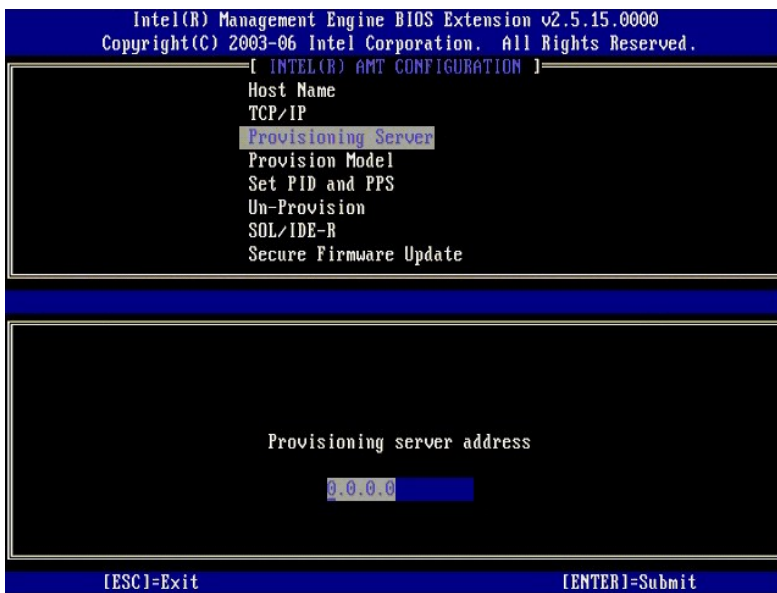 Intel(R) Management Engine BIOS Extension v2.5.15.0000
Copyright(C) 2003-06 Intel Corporation. All Rights Reserved.
[ INTEL(R) AMT CONFIGURATION ]
Host Name
TCP/IP
Provisioning Server
Provision Model
Set PID and PPS
Un-Provision
SOL/IDE-R
Secure Firmware Update
Provisioning server address
0.0.0.0
[ESC]=Exit [ENTER]=Submit